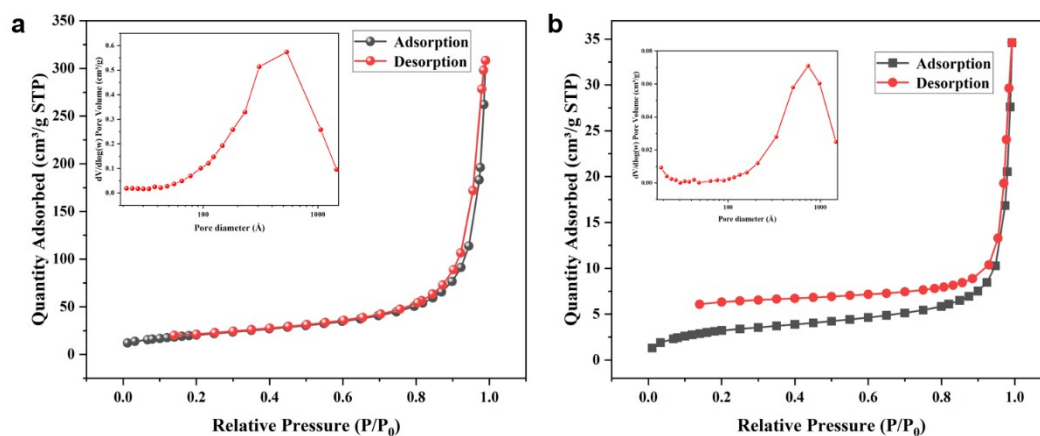 a
Adsorption
Desorption
Quantity Adsorbed (cm³/g STP)
350
300
250
200
150
100
50
0
0.0 0.2 0.4 0.6 0.8 1.0
Relative Pressure (P/P₀)
dV/dlog(w) Pore Volume (cm³/g)
0.6
0.5
0.4
0.3
0.2
0.1
0.0
100 1000
Pore diameter (Å)
b
Adsorption
Desorption
Quantity Adsorbed (cm³/g STP)
35
30
25
20
15
10
5
0
0.0 0.2 0.4 0.6 0.8 1.0
Relative Pressure (P/P₀)
dV/dlog(w) Pore Volume (cm³/g)
0.08
0.06
0.04
0.02
0.00
100 1000
Pore diameter (Å)